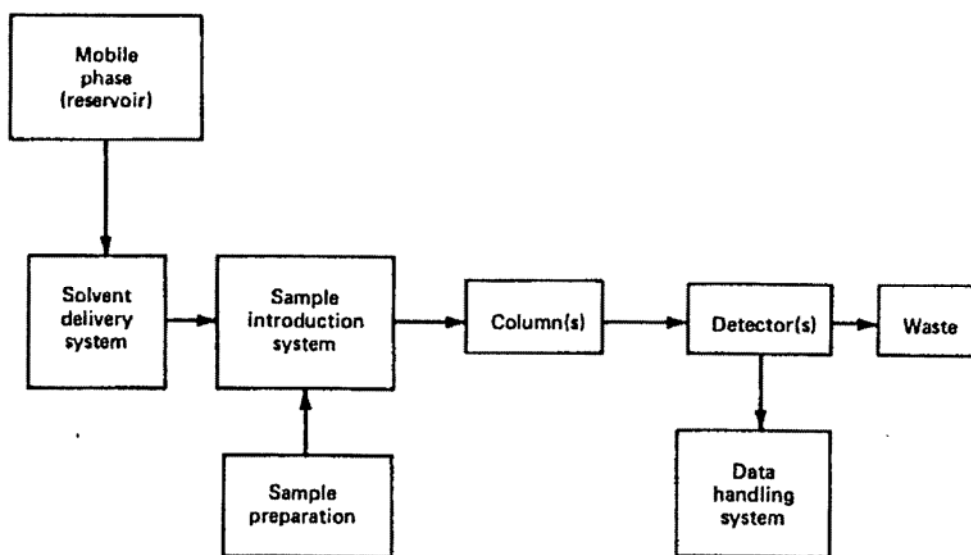 Mobile
phase
(reservoir)
Solvent
delivery
system
Sample
introduction
system
Column(s)
Detector(s)
Waste
Sample
preparation
Data
handling
system